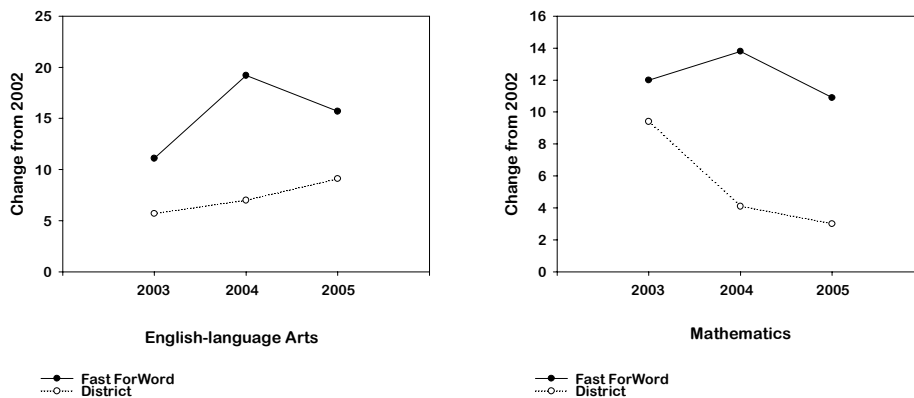 25
20
15
10
5
0
Change from 2002
2003 2004 2005
English-language Arts
Fast ForWord
District
16
14
12
10
8
6
4
2
0
Change from 2002
2003 2004 2005
Mathematics
Fast ForWord
District